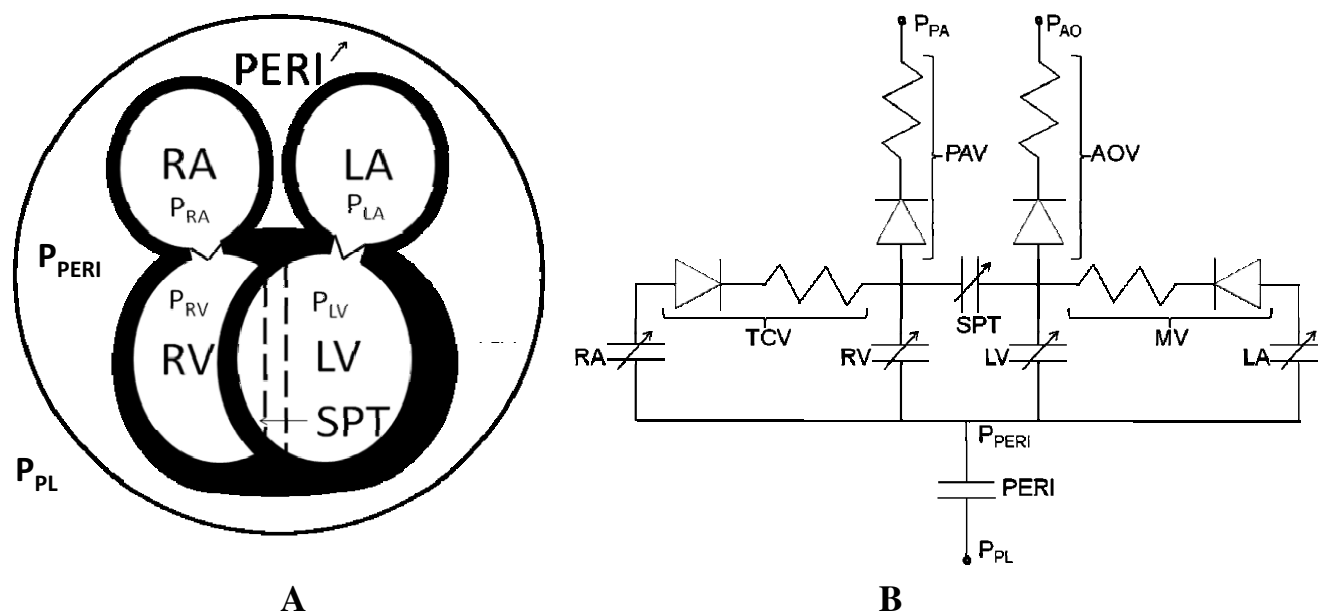 PERI
RA
P_RA
LA
P_LA
P_PERI
P_RV
RV
P_LV
LV
SPT
P_PL
A
P_PA
P_AO
PAV
AOV
TCV
SPT
MV
RA
RV
LV
LA
P_PERI
PERI
P_PL
B